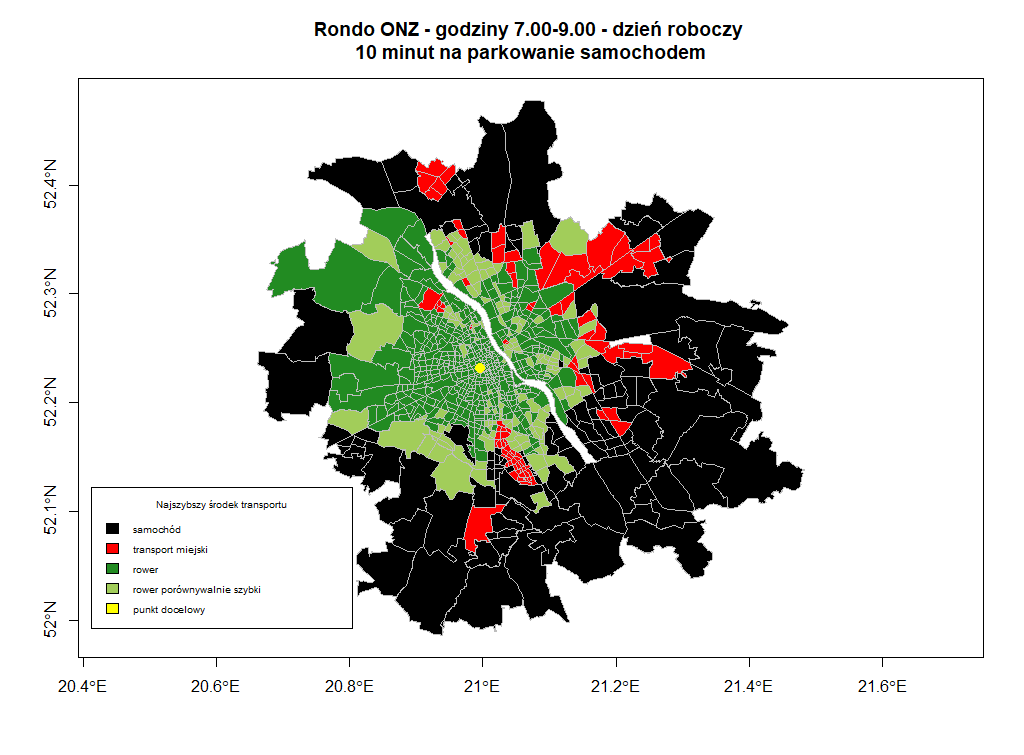 Rondo ONZ - godziny 7.00-9.00 - dzień roboczy
10 minut na parkowanie samochodem
52.4°N
52.3°N
52.2°N
52.1°N
52°N
Najszybszy środek transportu
samochód
transport miejski
rower
rower porównywalnie szybki
punkt docelowy
20.4°E 20.6°E 20.8°E 21°E 21.2°E 21.4°E 21.6°E